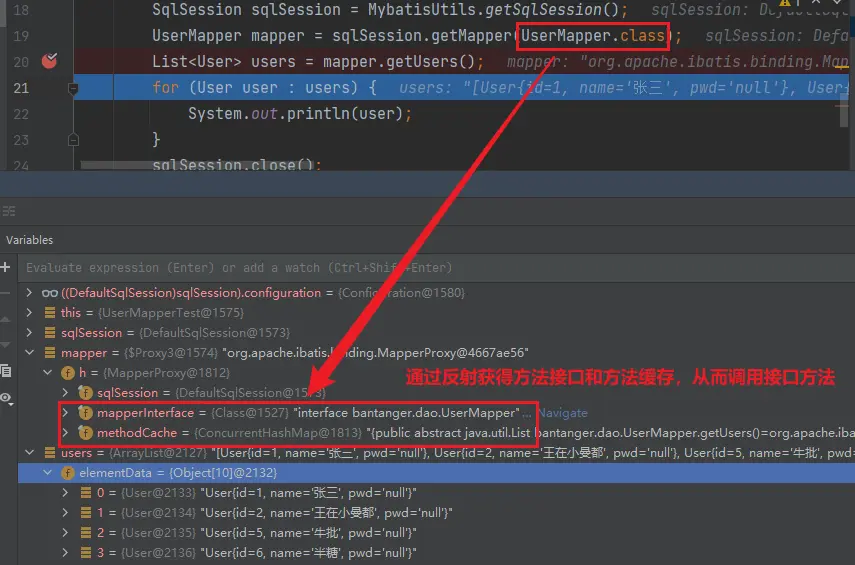 18 SqlSession sqlSession = MybatisUtils.getSqlSession(); sqlSession: DefaultSql
19 UserMapper mapper = sqlSession.getMapper(UserMapper.class); sqlSession: Defa
20 List<User> users = mapper.getUsers(); mapper: "org.apache.ibatis.binding.Map
21 for (User user : users) { users: "[User{id=1, name='张三', pwd='null'}, User{
22 System.out.println(user);
23 }
24 sqlSession.close();
Variables
Evaluate expression (Enter) or add a watch (Ctrl+Shift+Enter)
((DefaultSqlSession)sqlSession).configuration = {Configuration@1580}
this = {UserMapperTest@1575}
sqlSession = {DefaultSqlSession@1573}
mapper = {$Proxy3@1574} "org.apache.ibatis.binding.MapperProxy@4667ae56"
h = {MapperProxy@1812}
通过反射获得方法接口和方法缓存，从而调用接口方法
sqlSession = {DefaultSqlSession@1573}
mapperInterface = {Class@1527} "interface bantanger.dao.UserMapper"... Navigate
methodCache = {ConcurrentHashMap@1813} "{public abstract java.util.List bantanger.dao.UserMapper.getUsers()=org.apache.iba
users = {ArrayList@2127} "[User{id=1, name='张三', pwd='null'}, User{id=2, name='王在小曼都', pwd='null'}, User{id=5, name='牛批', pwd='null
elementData = {Object[10]@2132}
0 = {User@2133} "User{id=1, name='张三', pwd='null'}"
1 = {User@2134} "User{id=2, name='王在小曼都', pwd='null'}"
2 = {User@2135} "User{id=5, name='牛批', pwd='null'}"
3 = {User@2136} "User{id=6, name='半糖', pwd='null'}"